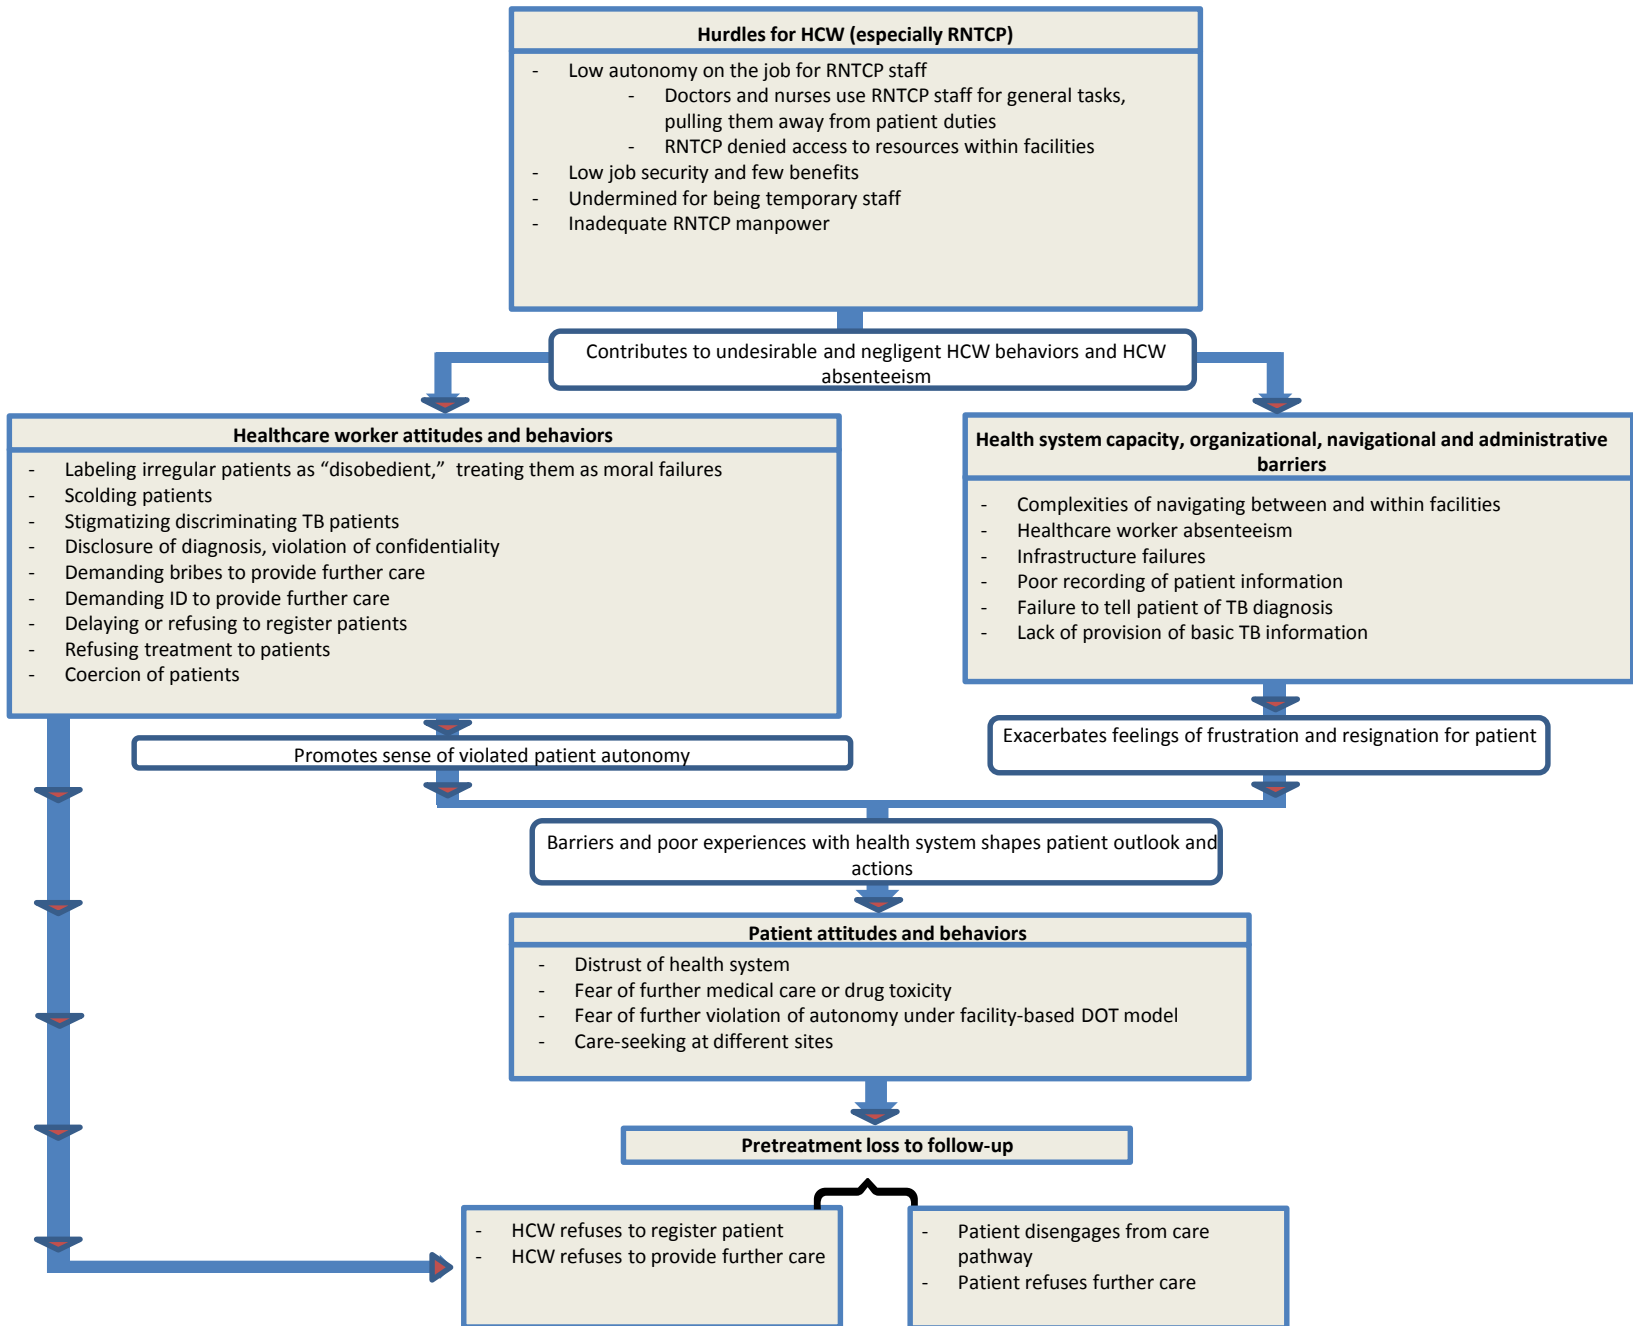 Hurdles for HCW (especially RNTCP)
- Low autonomy on the job for RNTCP staff
- Doctors and nurses use RNTCP staff for general tasks,
pulling them away from patient duties
- RNTCP denied access to resources within facilities
- Low job security and few benefits
- Undermined for being temporary staff
- Inadequate RNTCP manpower
Contributes to undesirable and negligent HCW behaviors and HCW
absenteeism
Healthcare worker attitudes and behaviors
- Labeling irregular patients as “disobedient,” treating them as moral failures
- Scolding patients
- Stigmatizing discriminating TB patients
- Disclosure of diagnosis, violation of confidentiality
- Demanding bribes to provide further care
- Demanding ID to provide further care
- Delaying or refusing to register patients
- Refusing treatment to patients
- Coercion of patients
Health system capacity, organizational, navigational and administrative
barriers
- Complexities of navigating between and within facilities
- Healthcare worker absenteeism
- Infrastructure failures
- Poor recording of patient information
- Failure to tell patient of TB diagnosis
- Lack of provision of basic TB information
Promotes sense of violated patient autonomy
Exacerbates feelings of frustration and resignation for patient
Barriers and poor experiences with health system shapes patient outlook and
actions
Patient attitudes and behaviors
- Distrust of health system
- Fear of further medical care or drug toxicity
- Fear of further violation of autonomy under facility-based DOT model
- Care-seeking at different sites
Pretreatment loss to follow-up
- HCW refuses to register patient
- HCW refuses to provide further care
- Patient disengages from care
pathway
- Patient refuses further care